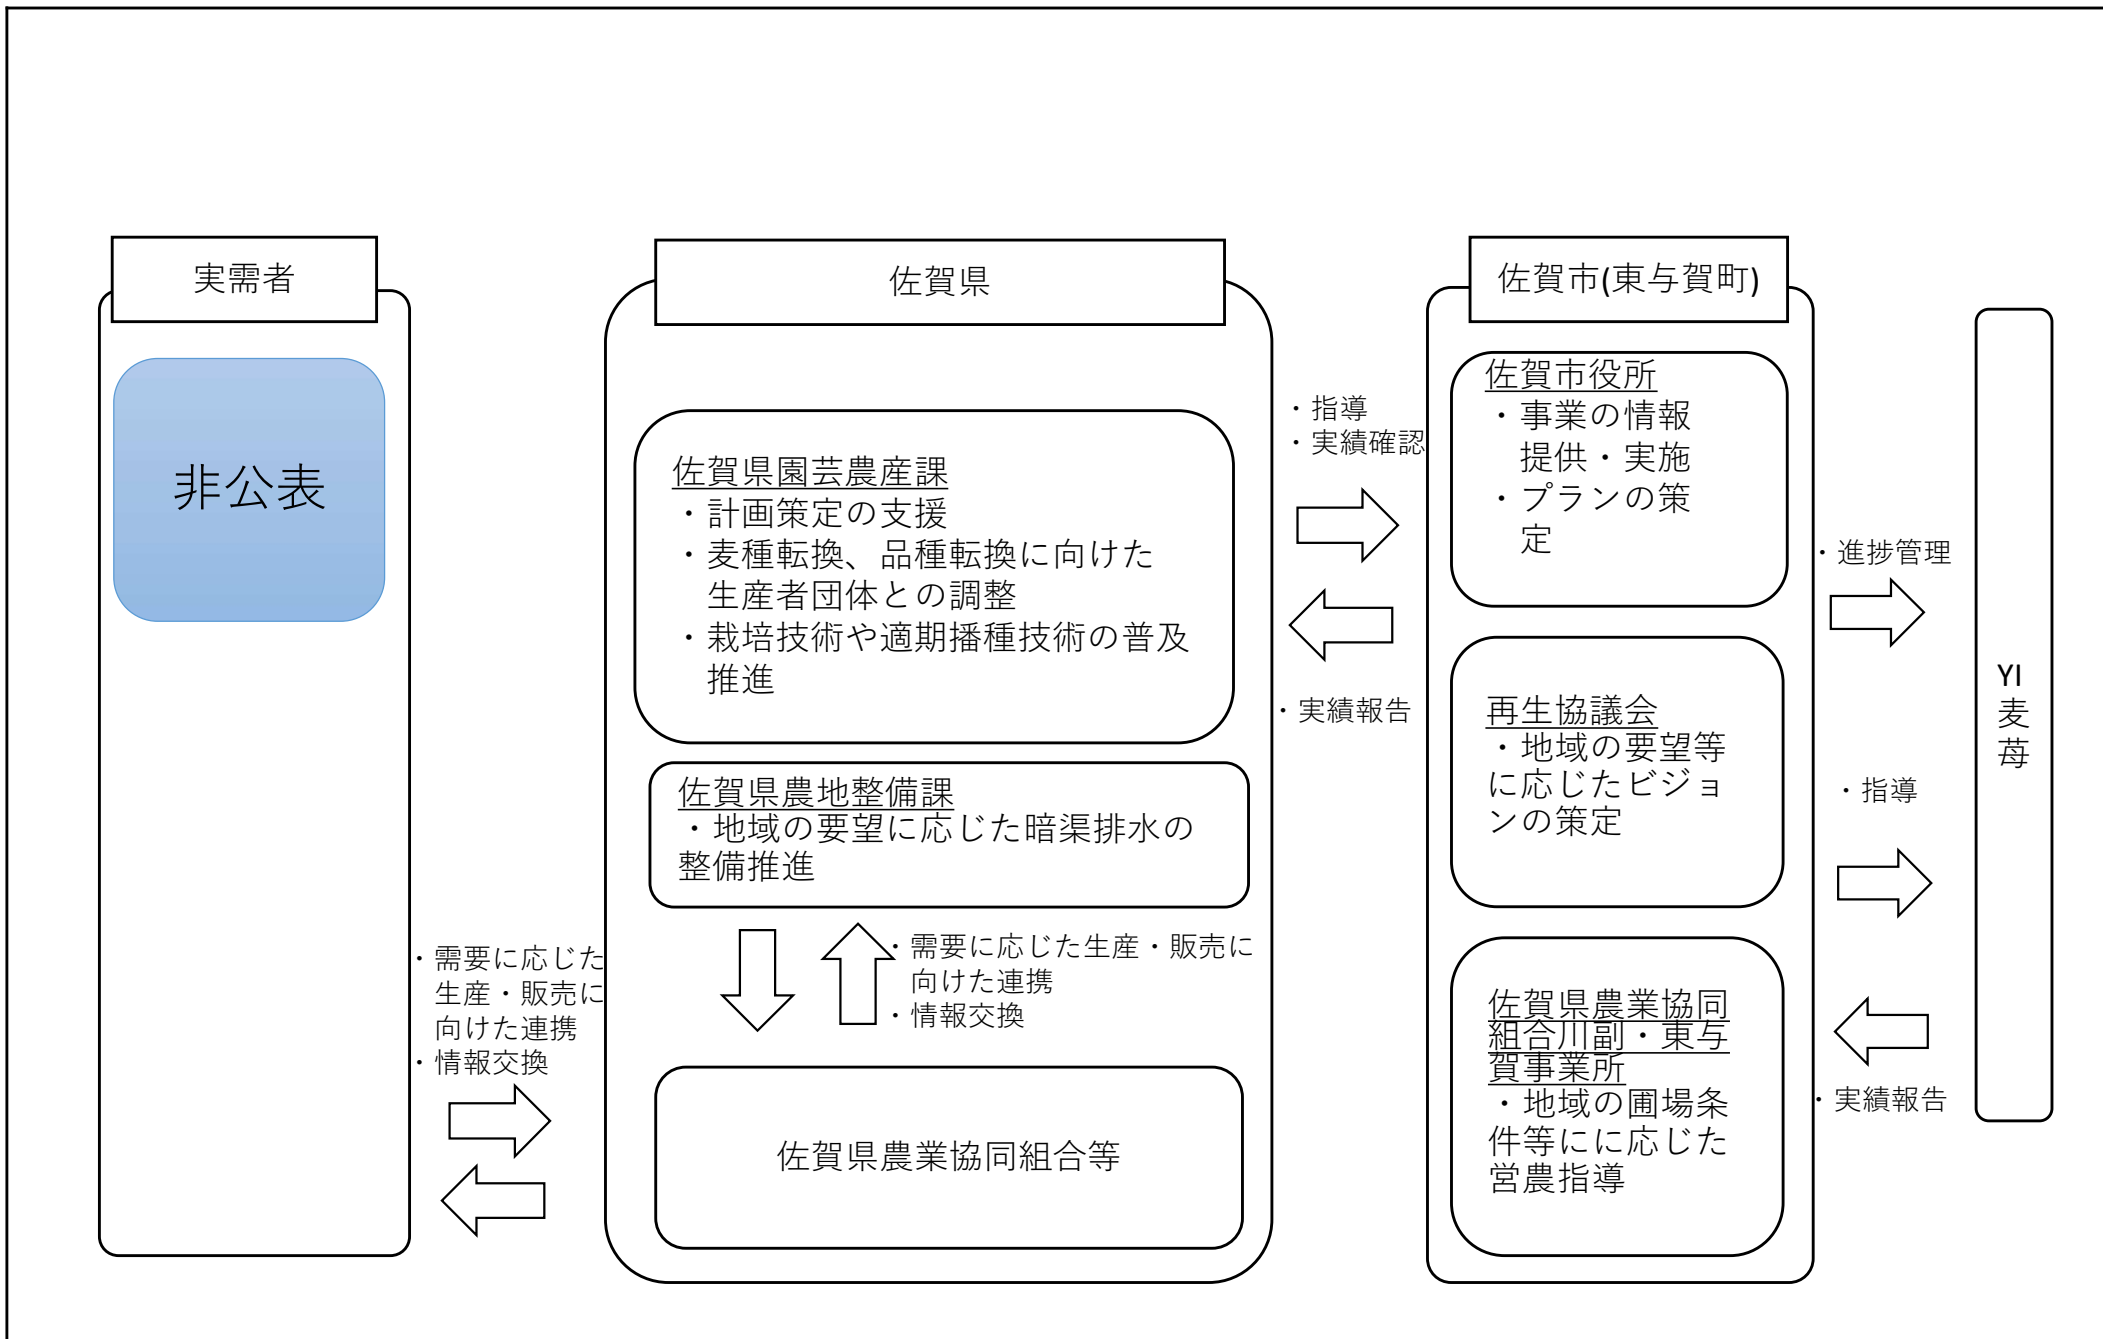 実需者
非公表
・需要に応じた
生産・販売に
向けた連携
・情報交換
佐賀県
佐賀県園芸農産課
・計画策定の支援
・麦種転換、品種転換に向けた
生産者団体との調整
・栽培技術や適期播種技術の普及
推進
佐賀県農地整備課
・地域の要望に応じた暗渠排水の
整備推進
・需要に応じた生産・販売に
向けた連携
・情報交換
佐賀県農業協同組合等
・指導
・実績確認
・実績報告
佐賀市(東与賀町)
佐賀市役所
・事業の情報
提供・実施
・プランの策
定
再生協議会
・地域の要望等
に応じたビジョ
ンの策定
佐賀県農業協同
組合川副・東与
賀事業所
・地域の圃場条
件等にに応じた
営農指導
・進捗管理
・指導
・実績報告
YI
麦
苺